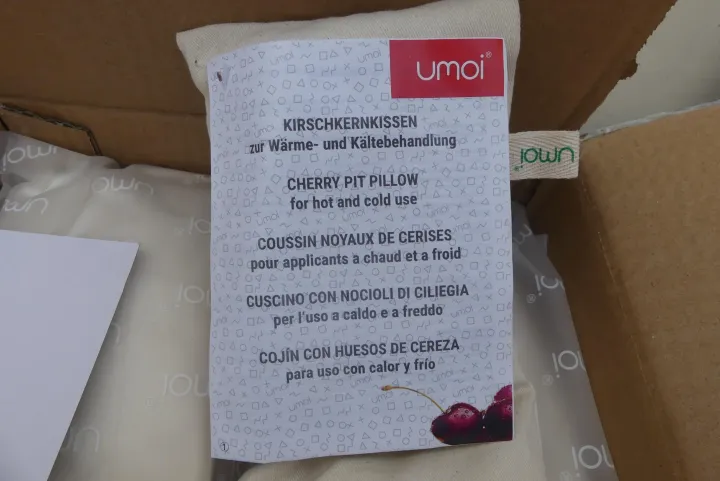 umoi®
KIRSCHKERNKISSEN
zur Wärme- und Kältebehandlung
CHERRY PIT PILLOW
for hot and cold use
COUSSIN NOYAUX DE CERISES
pour applicants a chaud et a froid
CUSCINO CON NOCIOLI DI CILIEGIA
per l'uso a caldo e a freddo
COJÍN CON HUESOS DE CEREZA
para uso con calor y frío
1
umoi®